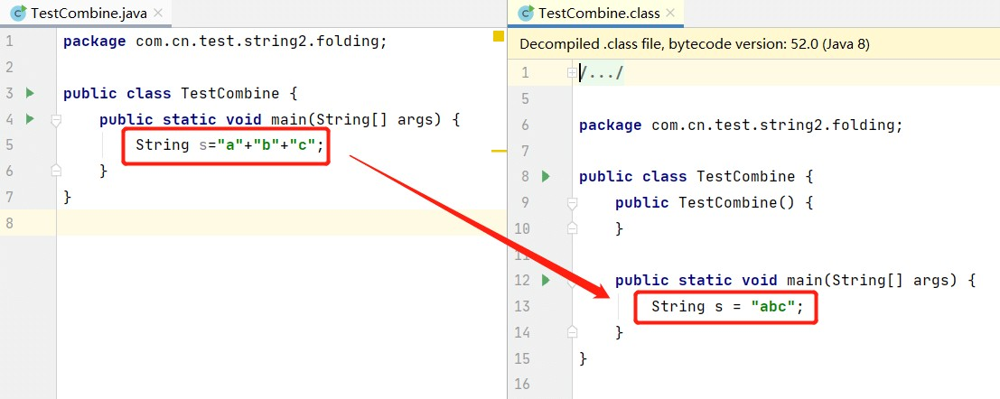 TestCombine.java
1 package com.cn.test.string2.folding;
2
3 public class TestCombine {
4 public static void main(String[] args) {
5 String s="a"+"b"+"c";
6 }
7 }
8
TestCombine.class
Decompiled .class file, bytecode version: 52.0 (Java 8)
1 /.../
5
6 package com.cn.test.string2.folding;
7
8 public class TestCombine {
9 public TestCombine() {
10 }
11
12 public static void main(String[] args) {
13 String s = "abc";
14 }
15 }
16